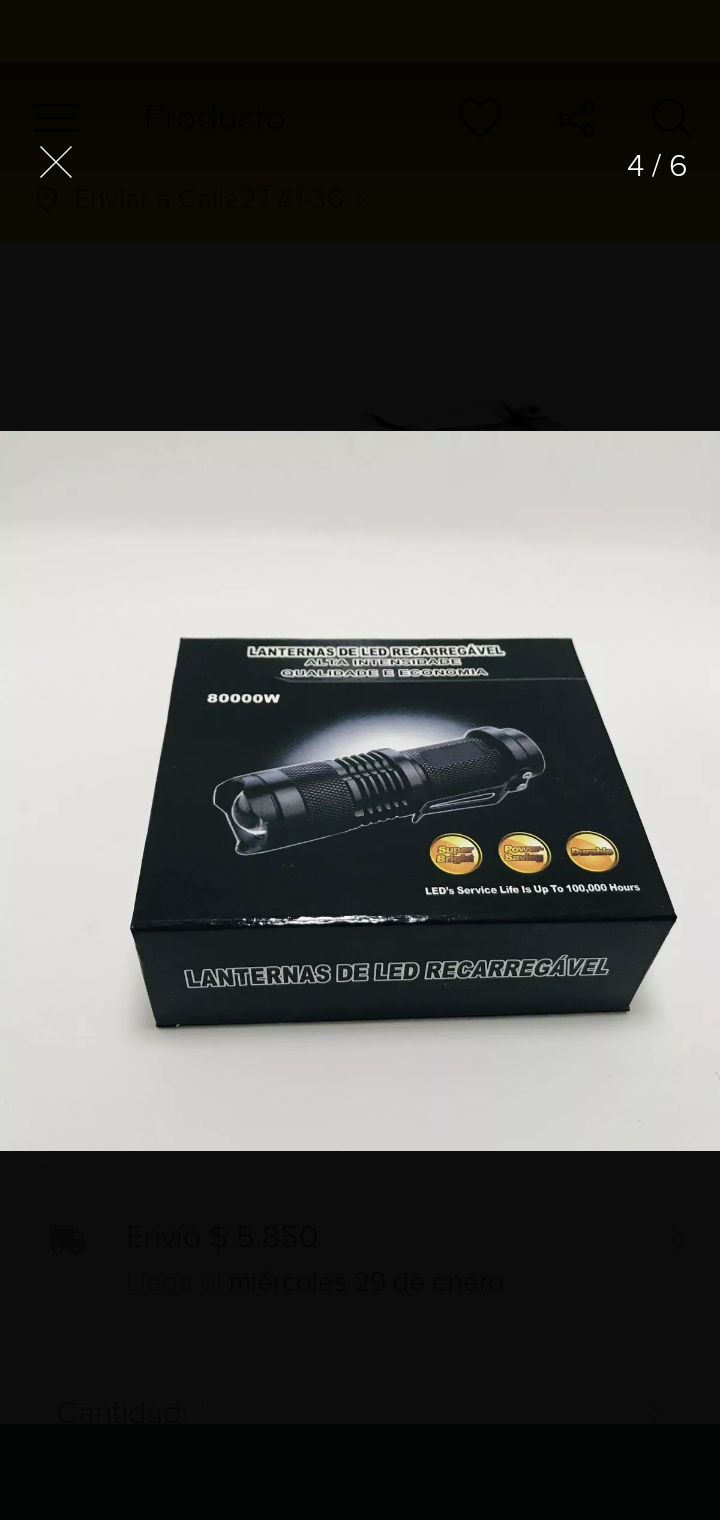 Producto
4 / 6
Enviar a Calle27 #1-36
LANTERNAS DE LED RECARREGÁVEL
ALTA INTENSIDADE
QUALIDADE E ECONOMIA
80000W
Super Bright
Power-Saving
Durable
LED's Service Life Is Up To 100,000 Hours
LANTERNAS DE LED RECARREGÁVEL
Envío $ 5.850
Llega el miércoles 29 de enero
Cantidad: 1